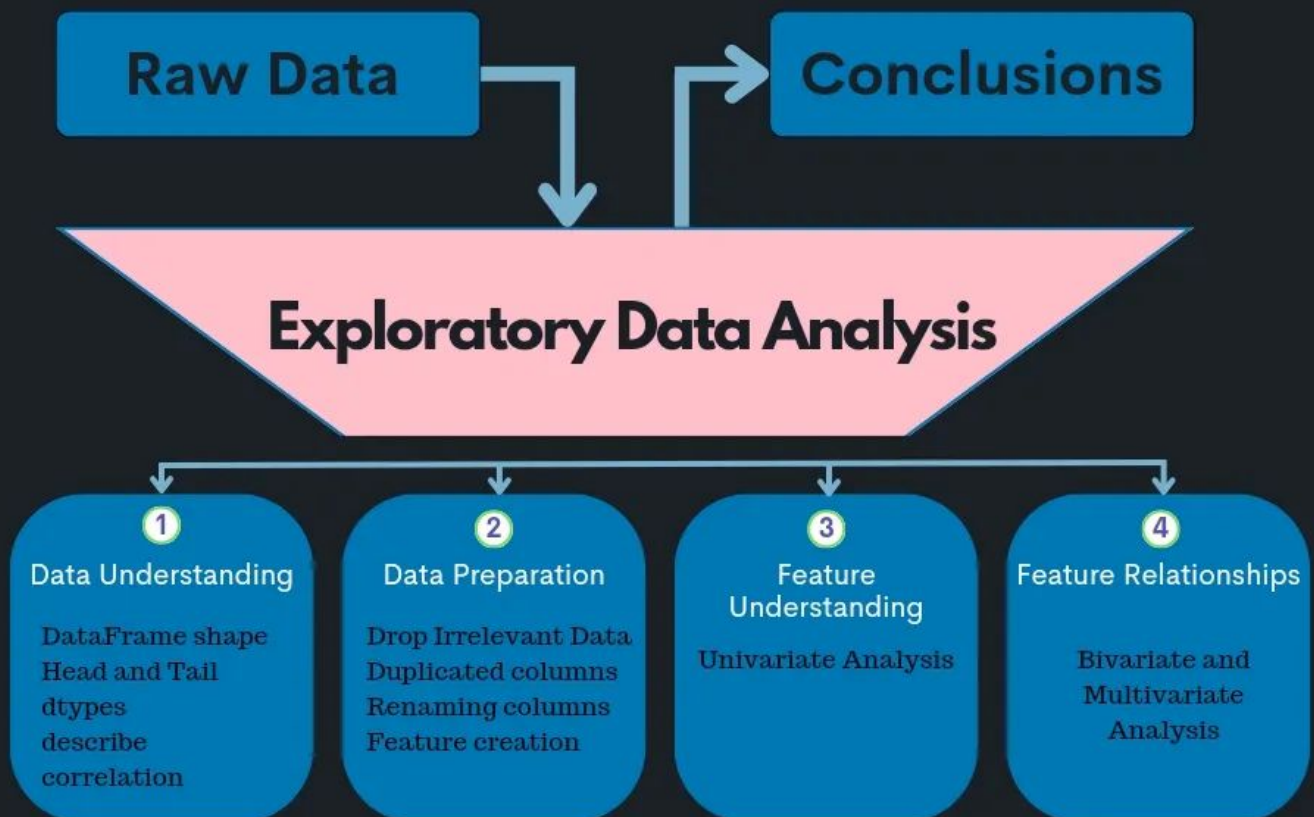 Raw Data
Conclusions
Exploratory Data Analysis
1
Data Understanding
DataFrame shape
Head and Tail
dtypes
describe
correlation
2
Data Preparation
Drop Irrelevant Data
Duplicated columns
Renaming columns
Feature creation
3
Feature
Understanding
Univariate Analysis
4
Feature Relationships
Bivariate and
Multivariate
Analysis